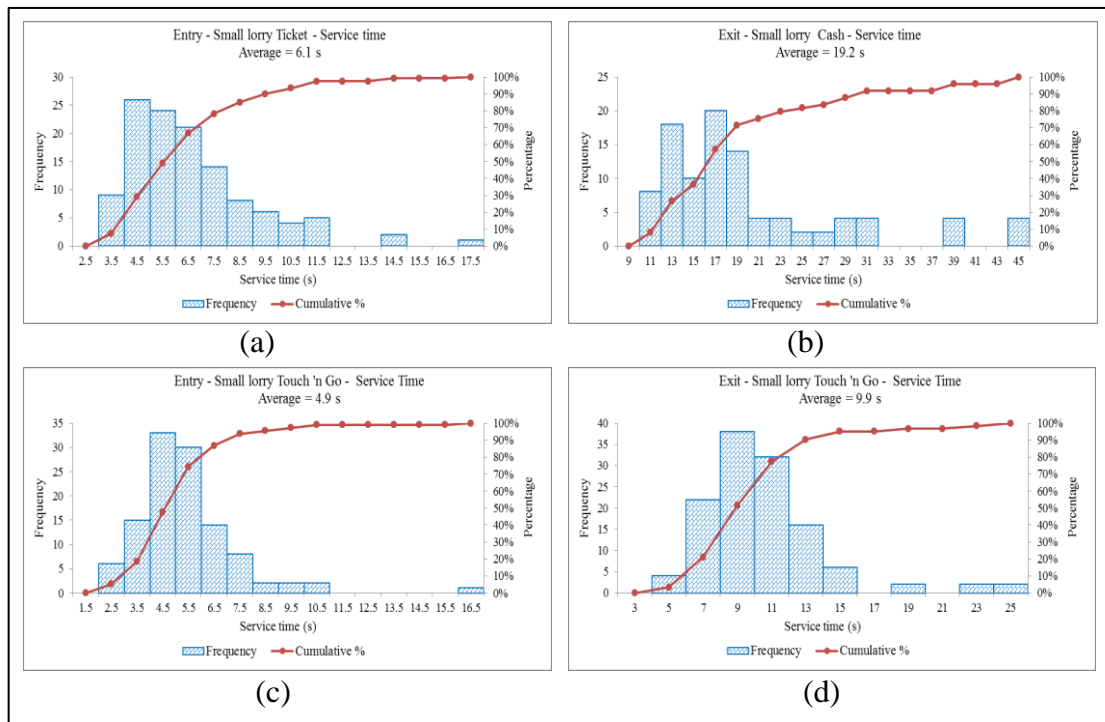 Entry - Small lorry Ticket - Service time
Average = 6.1 s
30
25
20
15
10
5
0
Frequency
100%
90%
80%
70%
60%
50%
40%
30%
20%
10%
0%
Percentage
2.5 3.5 4.5 5.5 6.5 7.5 8.5 9.5 10.5 11.5 12.5 13.5 14.5 15.5 16.5 17.5
Service time (s)
Frequency Cumulative %
(a)
Exit - Small lorry Cash - Service time
Average = 19.2 s
25
20
15
10
5
0
Frequency
100%
90%
80%
70%
60%
50%
40%
30%
20%
10%
0%
Percentage
9 11 13 15 17 19 21 23 25 27 29 31 33 35 37 39 41 43 45
Service time (s)
Frequency Cumulative %
(b)
Entry - Small lorry Touch 'n Go - Service Time
Average = 4.9 s
35
30
25
20
15
10
5
0
Frequency
100%
90%
80%
70%
60%
50%
40%
30%
20%
10%
0%
Percentage
1.5 2.5 3.5 4.5 5.5 6.5 7.5 8.5 9.5 10.5 11.5 12.5 13.5 14.5 15.5 16.5
Service time (s)
Frequency Cumulative %
(c)
Exit - Small lorry Touch 'n Go - Service Time
Average = 9.9 s
40
35
30
25
20
15
10
5
0
Frequency
100%
90%
80%
70%
60%
50%
40%
30%
20%
10%
0%
Percentage
3 5 7 9 11 13 15 17 19 21 23 25
Service time (s)
Frequency Cumulative %
(d)